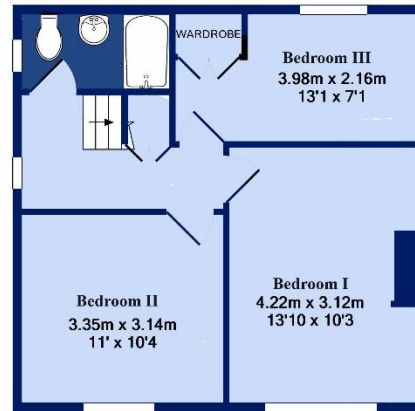 WARDROBE
Bedroom III
3.98m x 2.16m
13'1 x 7'1
Bedroom I
4.22m x 3.12m
13'10 x 10'3
Bedroom II
3.35m x 3.14m
11' x 10'4